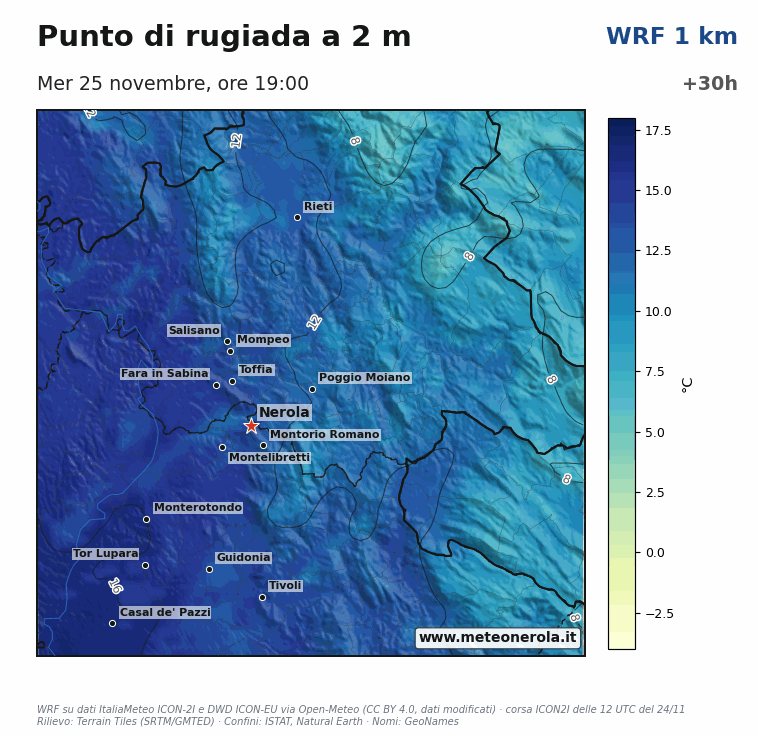 Punto di rugiada a 2 m
WRF 1 km
Mer 25 novembre, ore 19:00
+30h
12
8
Rieti
8
12
Salisano
Mompeo
Toffia
Fara in Sabina
Poggio Moiano
8
Nerola
Montorio Romano
Montelibretti
8
Monterotondo
Tor Lupara
Guidonia
16
Tivoli
Casal de' Pazzi
8
www.meteonerola.it
17.5
15.0
12.5
10.0
7.5
5.0
2.5
0.0
−2.5
°C
WRF su dati ItaliaMeteo ICON-2I e DWD ICON-EU via Open-Meteo (CC BY 4.0, dati modificati) · corsa ICON2I delle 12 UTC del 24/11
Rilievo: Terrain Tiles (SRTM/GMTED) · Confini: ISTAT, Natural Earth · Nomi: GeoNames